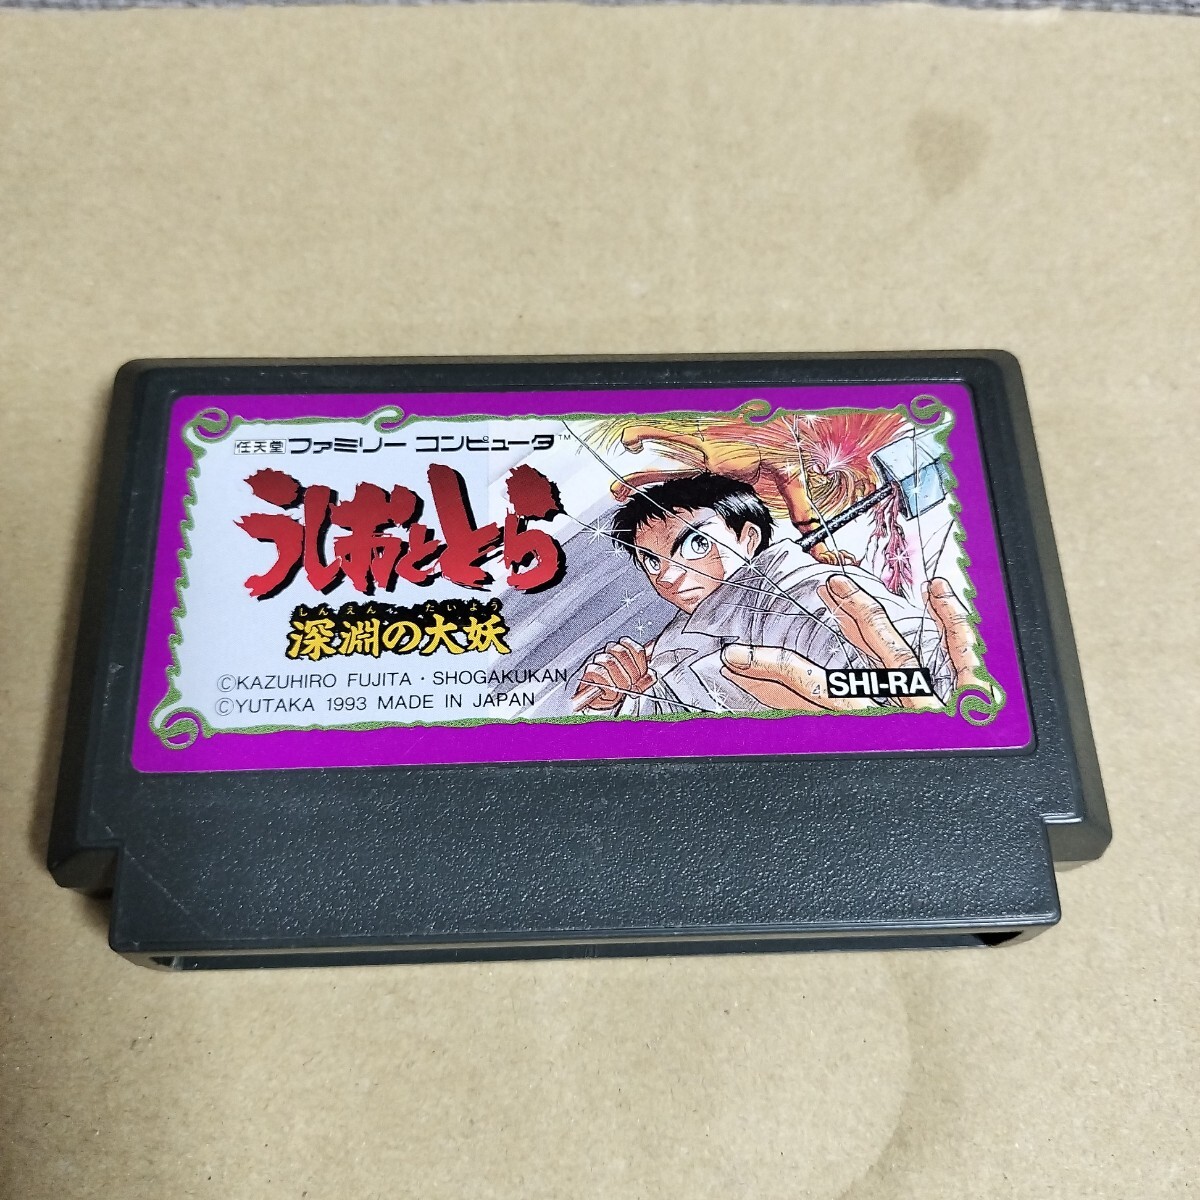 任天堂 ファミリー コンピュータ™
うしおととら
しんえん たいよう
深淵の大妖
©KAZUHIRO FUJITA・SHOGAKUKAN
©YUTAKA 1993 MADE IN JAPAN
SHI-RA